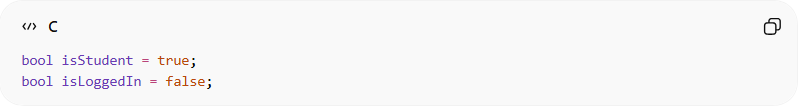 C
bool isStudent = true;
bool isLoggedIn = false;